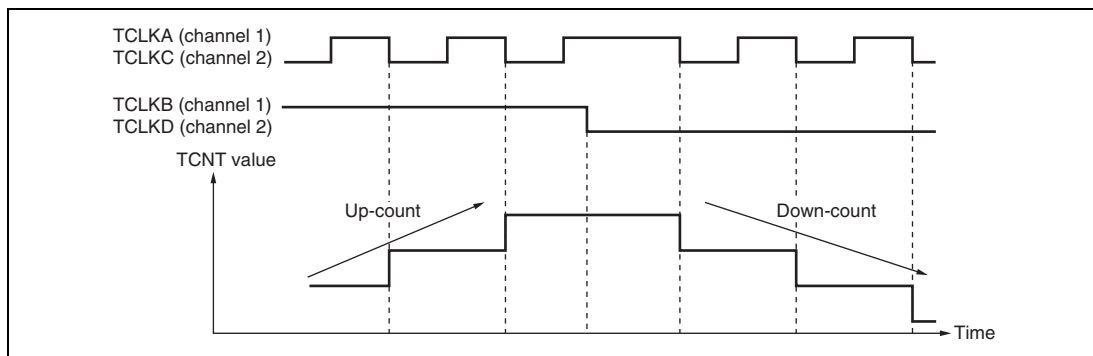 TCLKA (channel 1)
TCLKC (channel 2)
TCLKB (channel 1)
TCLKD (channel 2)
TCNT value
Up-count
Down-count
Time